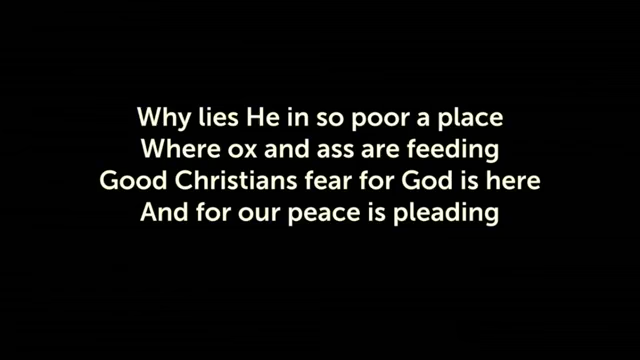 Why lies He in so poor a place
Where ox and ass are feeding
Good Christians fear for God is here
And for our peace is pleading